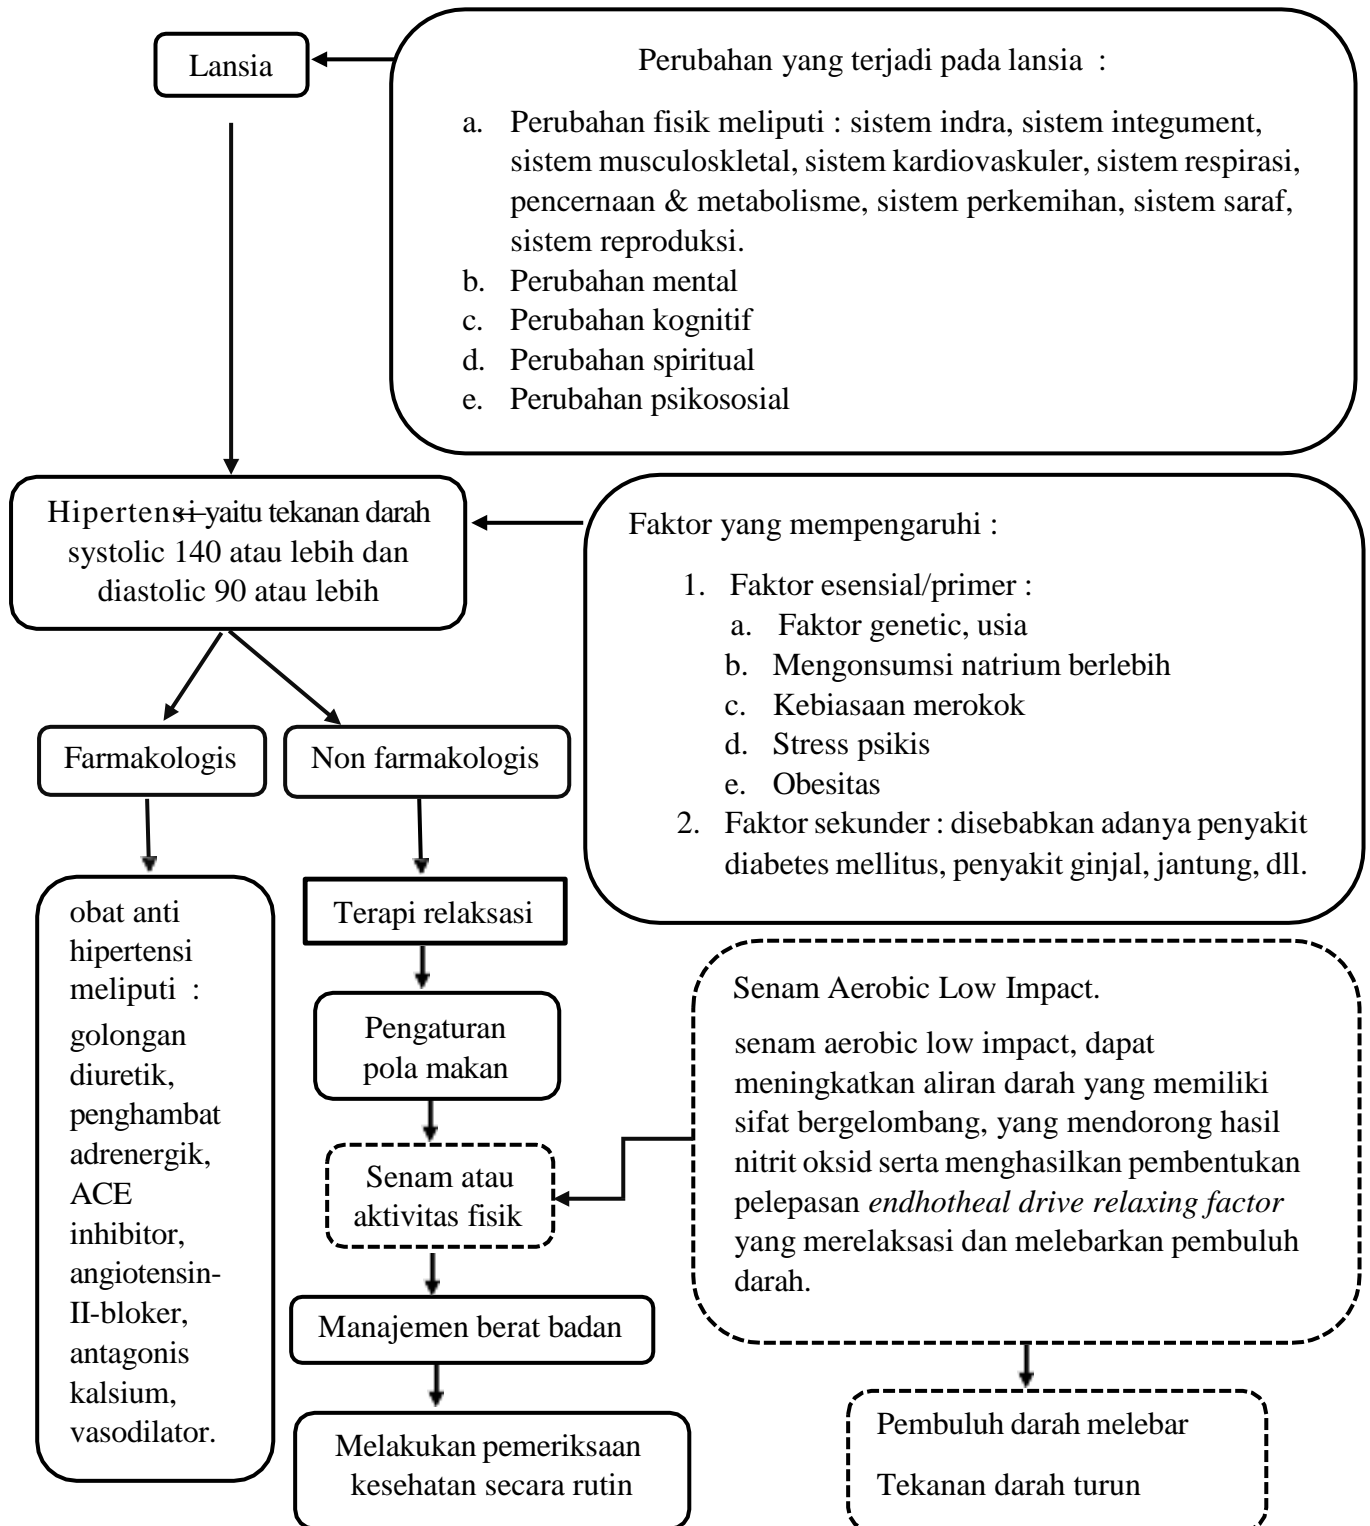 Lansia
Perubahan yang terjadi pada lansia :
a. Perubahan fisik meliputi : sistem indra, sistem integument,
sistem musculoskletal, sistem kardiovaskuler, sistem respirasi,
pencernaan & metabolisme, sistem perkemihan, sistem saraf,
sistem reproduksi.
b. Perubahan mental
c. Perubahan kognitif
d. Perubahan spiritual
e. Perubahan psikososial
Hipertensi yaitu tekanan darah
systolic 140 atau lebih dan
diastolic 90 atau lebih
Faktor yang mempengaruhi :
1. Faktor esensial/primer :
a. Faktor genetic, usia
b. Mengonsumsi natrium berlebih
c. Kebiasaan merokok
d. Stress psikis
e. Obesitas
2. Faktor sekunder : disebabkan adanya penyakit
diabetes mellitus, penyakit ginjal, jantung, dll.
Farmakologis
Non farmakologis
obat anti
hipertensi
meliputi :
golongan
diuretik,
penghambat
adrenergik,
ACE
inhibitor,
angiotensin-
II-bloker,
antagonis
kalsium,
vasodilator.
Terapi relaksasi
Pengaturan
pola makan
Senam atau
aktivitas fisik
Manajemen berat badan
Melakukan pemeriksaan
kesehatan secara rutin
Senam Aerobic Low Impact.
senam aerobic low impact, dapat
meningkatkan aliran darah yang memiliki
sifat bergelombang, yang mendorong hasil
nitrit oksid serta menghasilkan pembentukan
pelepasan endhotheal drive relaxing factor
yang merelaksasi dan melebarkan pembuluh
darah.
Pembuluh darah melebar
Tekanan darah turun